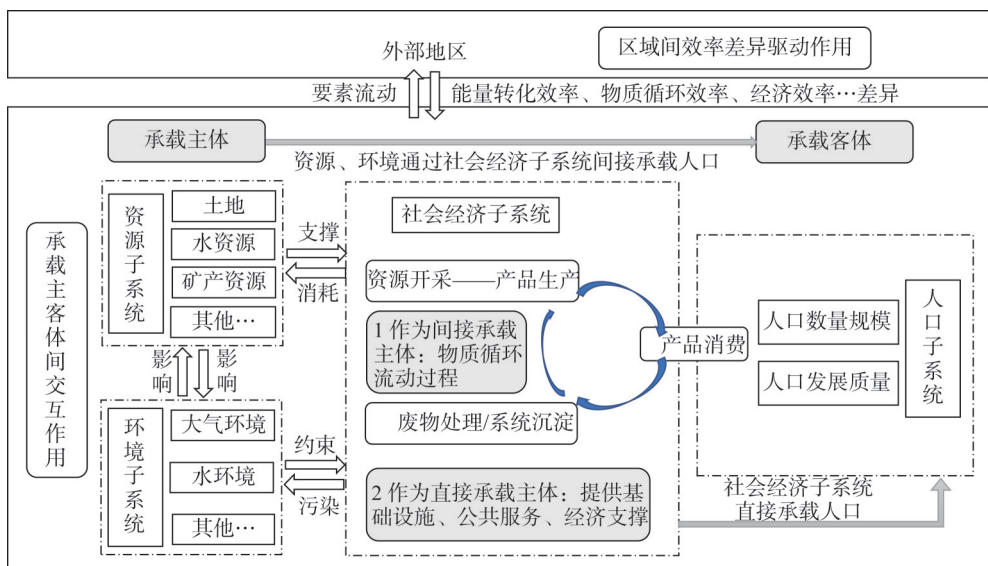 外部地区
区域间效率差异驱动作用
要素流动
能量转化效率、物质循环效率、经济效率…差异
承载主体
承载客体
资源、环境通过社会经济子系统间接承载人口
承载主客体间交互作用
资源子系统
土地
水资源
矿产资源
其他…
支撑
消耗
影响
影响
环境子系统
大气环境
水环境
其他…
约束
污染
社会经济子系统
资源开采——产品生产
1 作为间接承载
主体：物质循环
流动过程
废物处理/系统沉淀
产品消费
2 作为直接承载主体：提供基
础设施、公共服务、经济支撑
人口数量规模
人口发展质量
人口子系统
社会经济子系统
直接承载人口